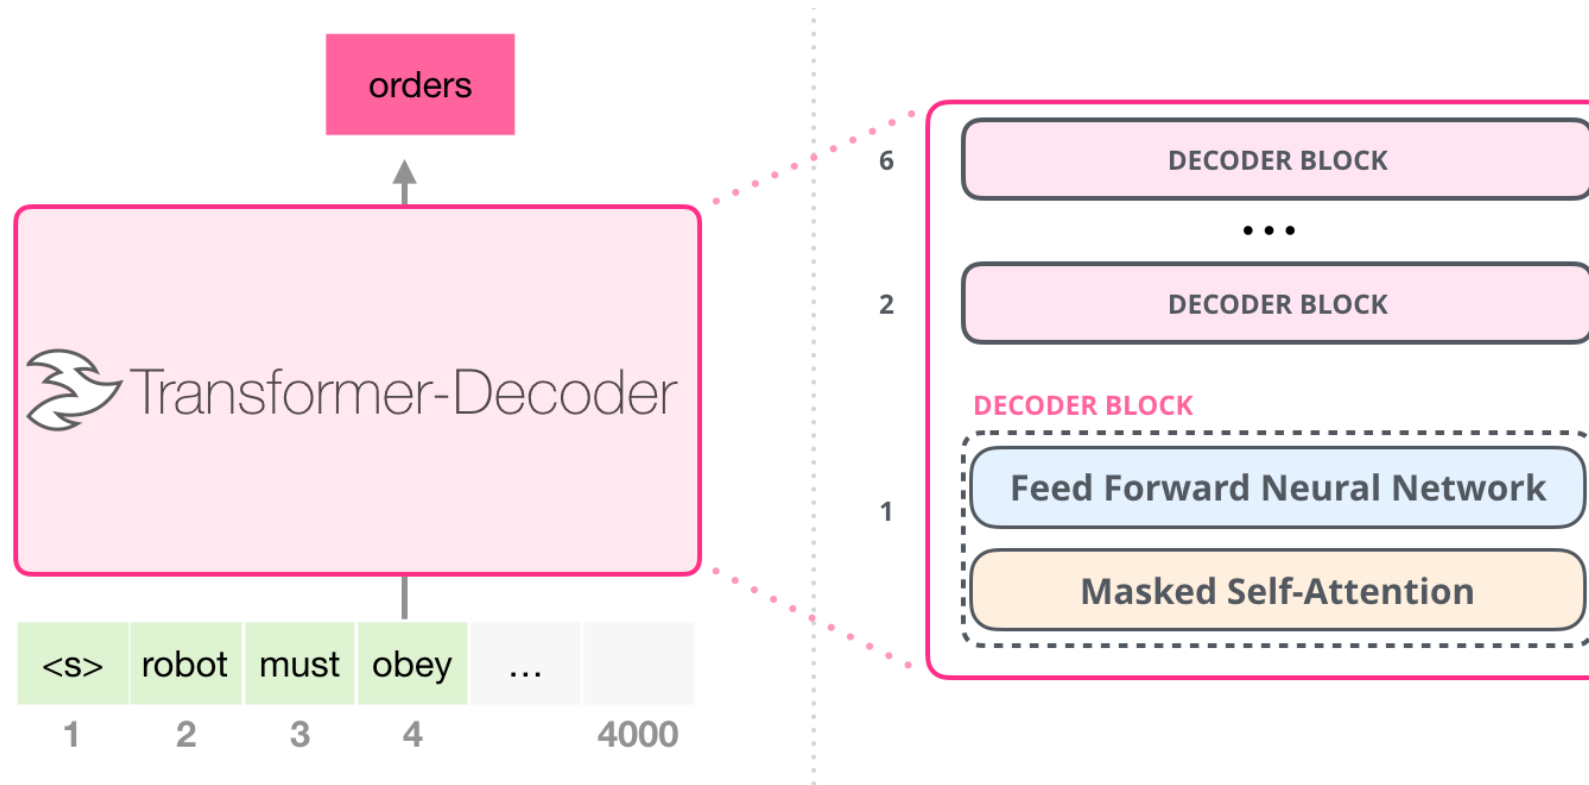 orders
Transformer-Decoder
<s> robot must obey ...
1 2 3 4 4000
6 DECODER BLOCK
...
2 DECODER BLOCK
DECODER BLOCK
Feed Forward Neural Network
1
Masked Self-Attention